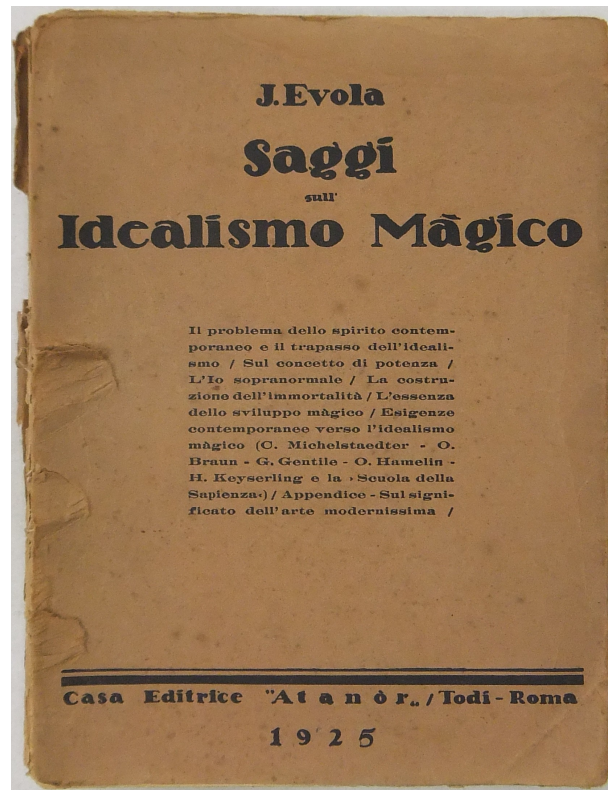 J. Evola
Saggi
sull'
Idealismo Màgico
Il problema dello spirito contem-
poraneo e il trapasso dell'ideali-
smo / Sul concetto di potenza /
L'Io sopranormale / La costru-
zione dell'immortalità / L'essenza
dello sviluppo màgico / Esigenze
contemporanee verso l'idealismo
màgico (C. Michelstaedter - O.
Braun - G. Gentile - O. Hamelin -
H. Keyserling e la ›Scuola della
Sapienza‹) / Appendice - Sul signi-
ficato dell'arte modernissima /
Casa Editrice "Atanòr„ / Todi - Roma
1925